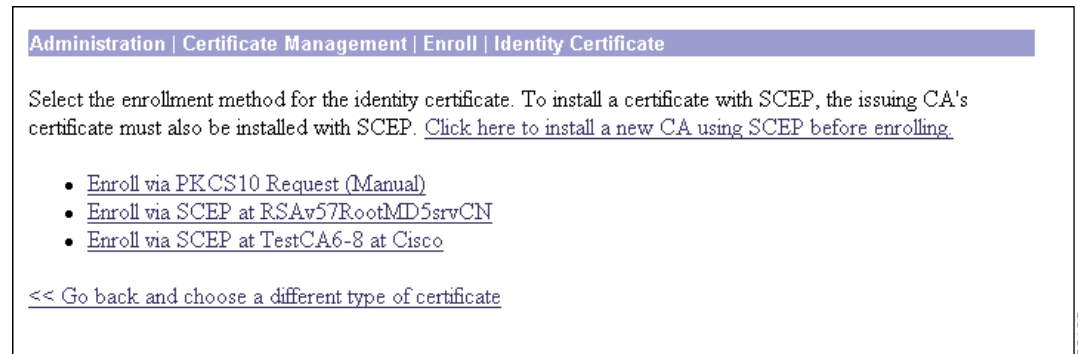 Administration | Certificate Management | Enroll | Identity Certificate
Select the enrollment method for the identity certificate. To install a certificate with SCEP, the issuing CA's
certificate must also be installed with SCEP. Click here to install a new CA using SCEP before enrolling.
• Enroll via PKCS10 Request (Manual)
• Enroll via SCEP at RSAv57RootMD5srvCN
• Enroll via SCEP at TestCA6-8 at Cisco
<< Go back and choose a different type of certificate